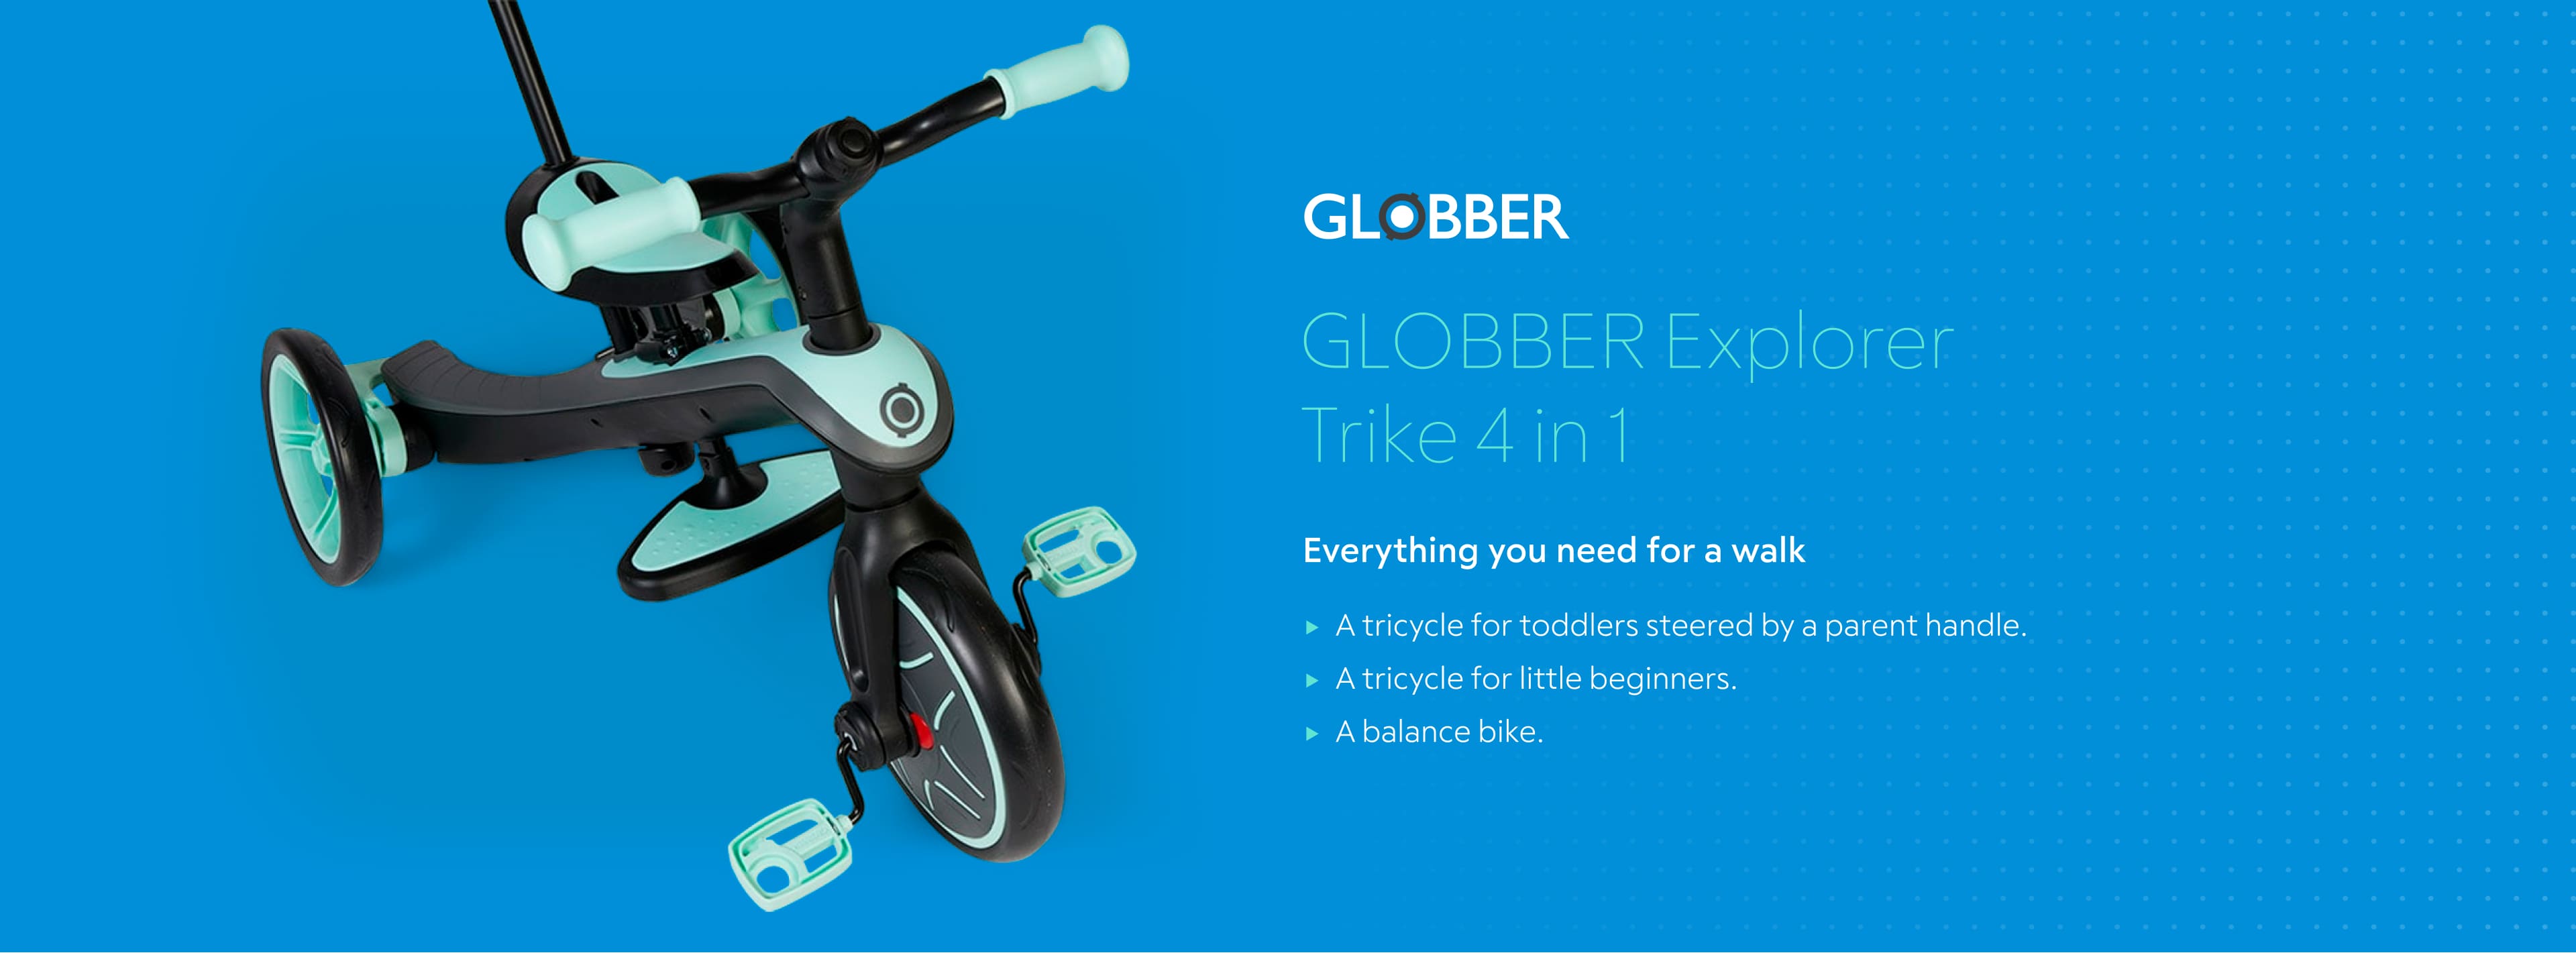 GLOBBER
GLOBBER Explorer
Trike 4 in 1
Everything you need for a walk
A tricycle for toddlers steered by a parent handle.
A tricycle for little beginners.
A balance bike.